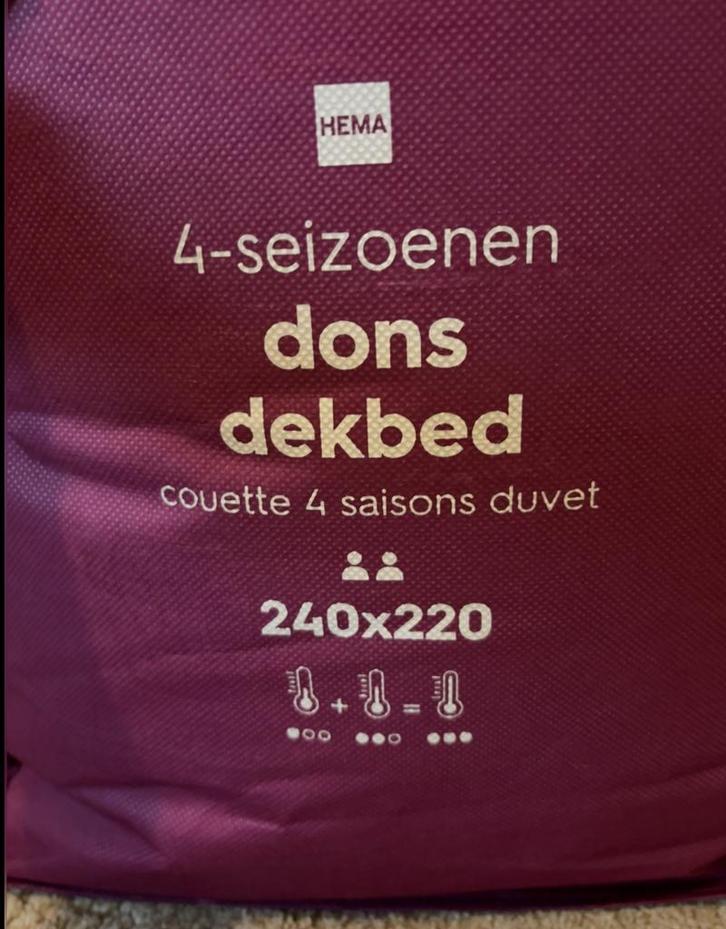 HEMA
4-seizoenen
dons
dekbed
couette 4 saisons duvet
240x220
+ =